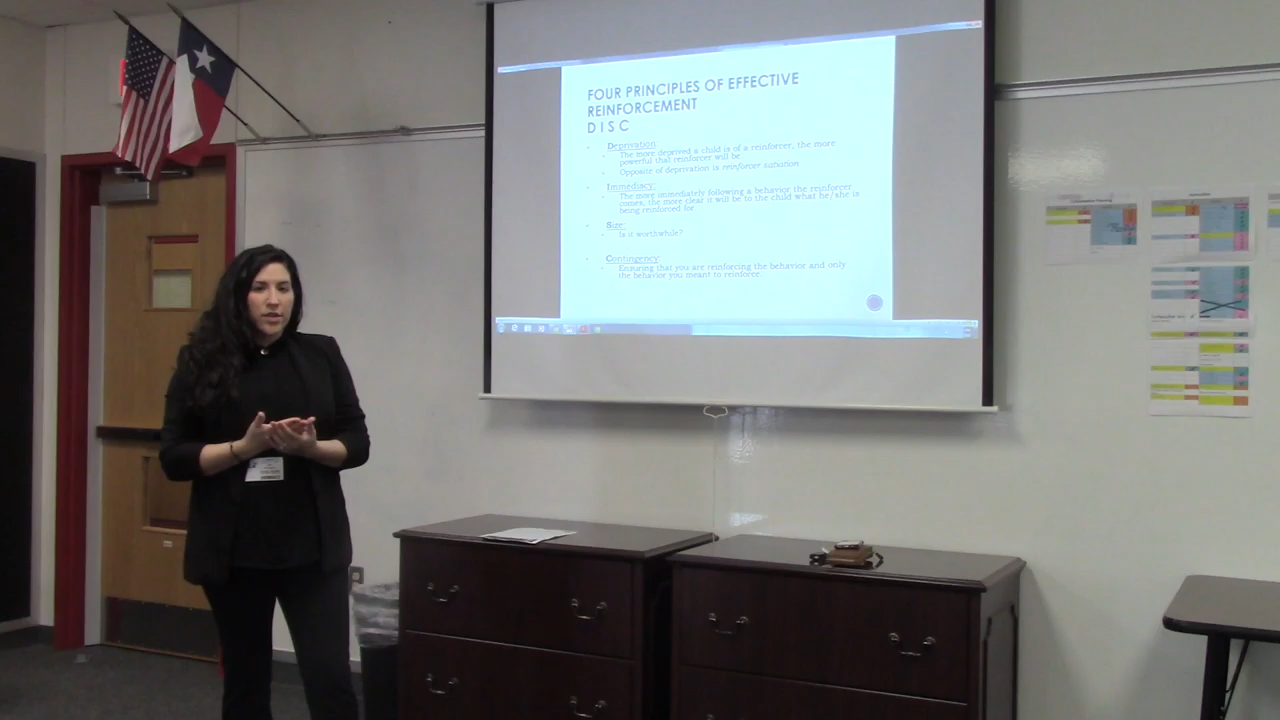 FOUR PRINCIPLES OF EFFECTIVE
REINFORCEMENT
D I S C
Deprivation:
The more deprived a child is of a reinforcer, the more
powerful that reinforcer will be
Opposite of deprivation is reinforcer satiation
Immediacy:
The more immediately following a behavior the reinforcer
comes, the more clear it will be to the child what he/she is
being reinforced for.
Size:
Is it worthwhile?
Contingency:
Ensuring that you are reinforcing the behavior and only
the behavior you meant to reinforce.